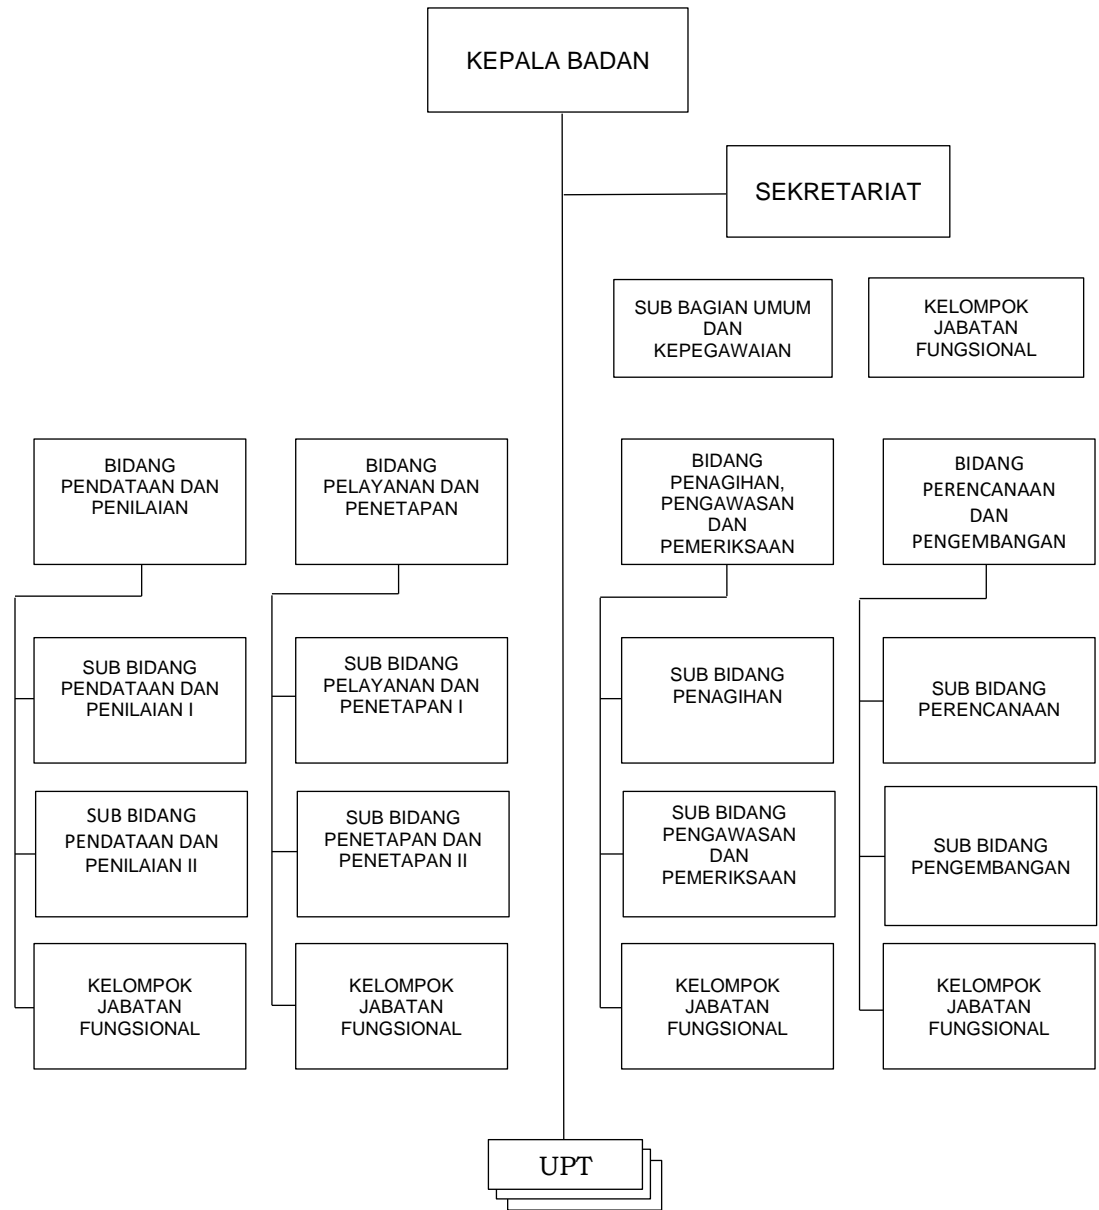 KEPALA BADAN
SEKRETARIAT
SUB BAGIAN UMUM
DAN
KEPEGAWAIAN
KELOMPOK
JABATAN
FUNGSIONAL
BIDANG
PENDATAAN DAN
PENILAIAN
BIDANG
PELAYANAN DAN
PENETAPAN
BIDANG
PENAGIHAN,
PENGAWASAN
DAN
PEMERIKSAAN
BIDANG
PERENCANAAN
DAN
PENGEMBANGAN
SUB BIDANG
PENDATAAN DAN
PENILAIAN I
SUB BIDANG
PELAYANAN DAN
PENETAPAN I
SUB BIDANG
PENAGIHAN
SUB BIDANG
PERENCANAAN
SUB BIDANG
PENDATAAN DAN
PENILAIAN II
SUB BIDANG
PENETAPAN DAN
PENETAPAN II
SUB BIDANG
PENGAWASAN
DAN
PEMERIKSAAN
SUB BIDANG
PENGEMBANGAN
KELOMPOK
JABATAN
FUNGSIONAL
KELOMPOK
JABATAN
FUNGSIONAL
KELOMPOK
JABATAN
FUNGSIONAL
KELOMPOK
JABATAN
FUNGSIONAL
UPT